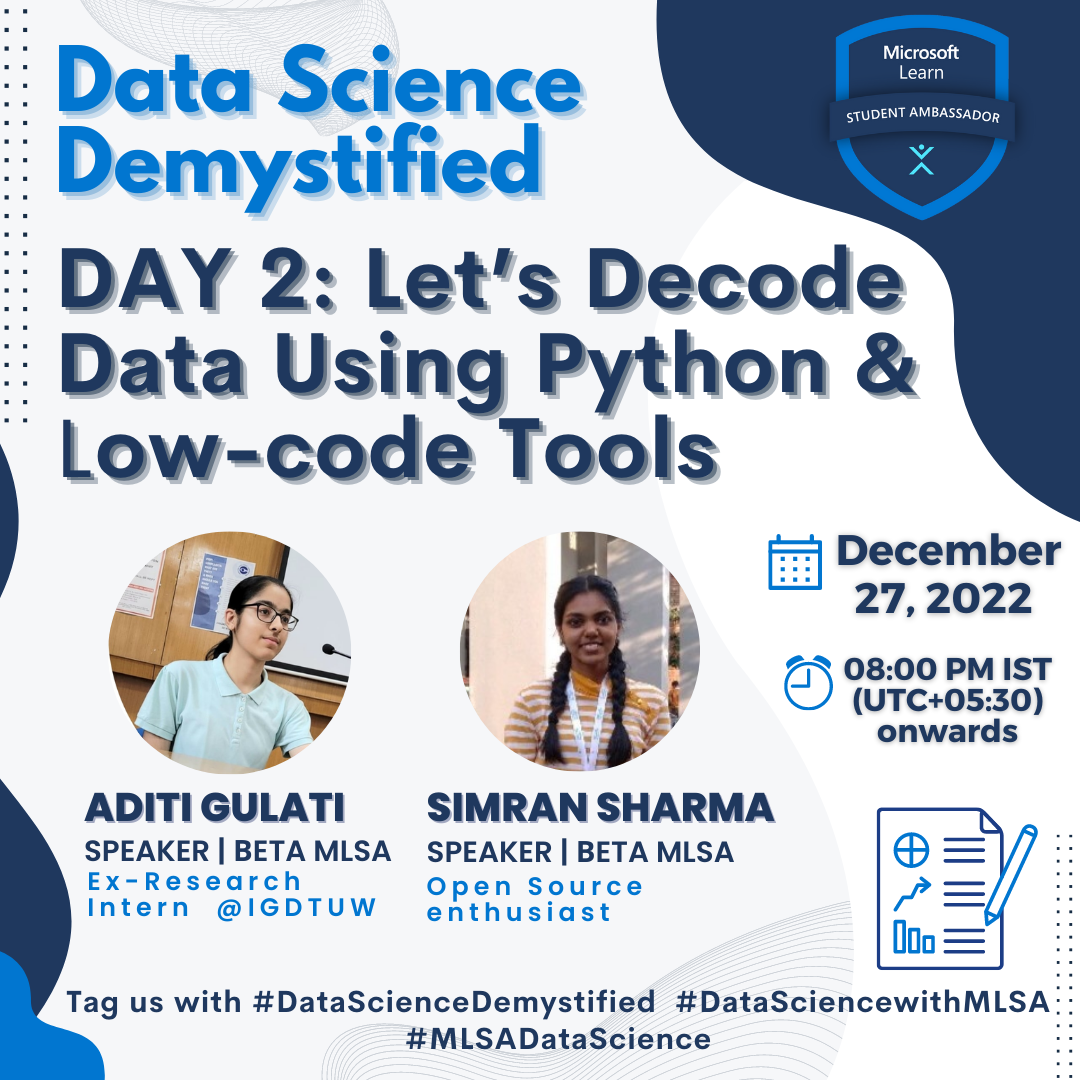 Data Science
Demystified
Microsoft
Learn
STUDENT AMBASSADOR
DAY 2: Let’s Decode
Data Using Python &
Low-code Tools
December
27, 2022
08:00 PM IST
(UTC+05:30)
onwards
ADITI GULATI
SPEAKER | BETA MLSA
Ex-Research
Intern @IGDTUW
SIMRAN SHARMA
SPEAKER | BETA MLSA
Open Source
enthusiast
Tag us with #DataScienceDemystified #DataSciencewithMLSA
#MLSADataScience